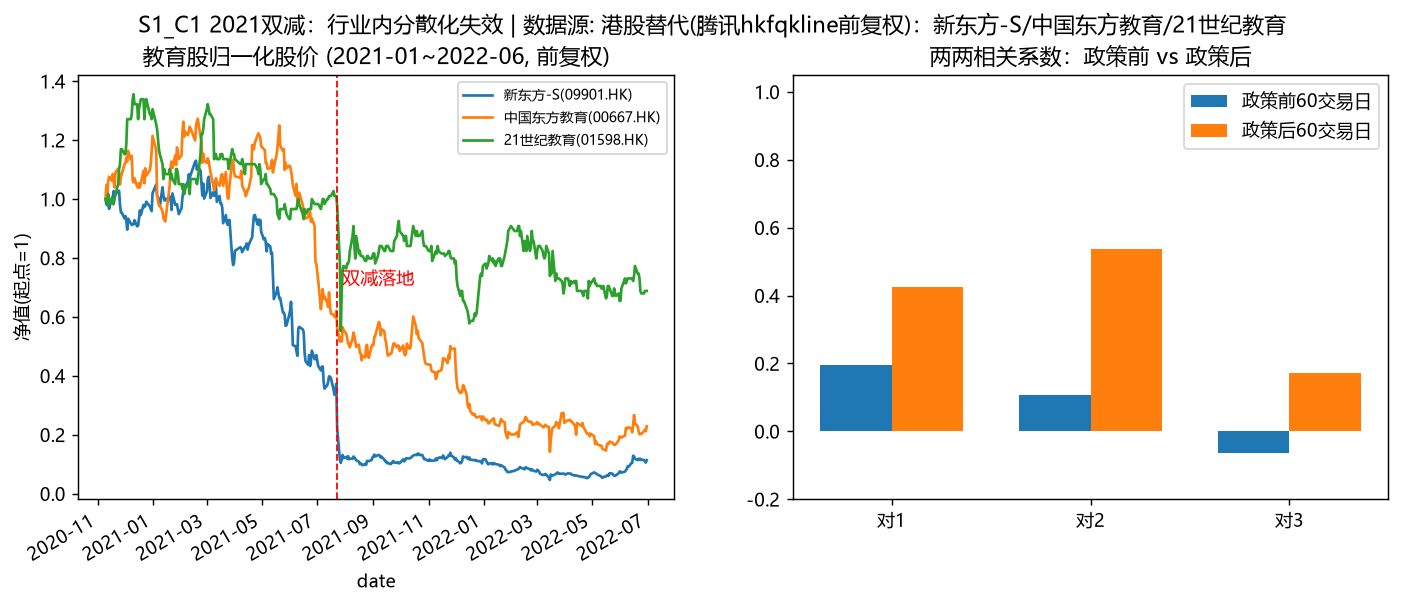 S1_C1 2021双减：行业内分散化失效 | 数据源: 港股替代(腾讯hkfqkline前复权)：新东方-S/中国东方教育/21世纪教育
教育股归一化股价 (2021-01~2022-06, 前复权)
1.4
1.2
1.0
0.8
0.6
0.4
0.2
0.0
净值(起点=1)
新东方-S(09901.HK)
中国东方教育(00667.HK)
21世纪教育(01598.HK)
双减落地
2020-11
2021-01
2021-03
2021-05
2021-07
2021-09
2021-11
2022-01
2022-03
2022-05
2022-07
date
两两相关系数：政策前 vs 政策后
1.0
0.8
0.6
0.4
0.2
0.0
-0.2
政策前60交易日
政策后60交易日
对1
对2
对3